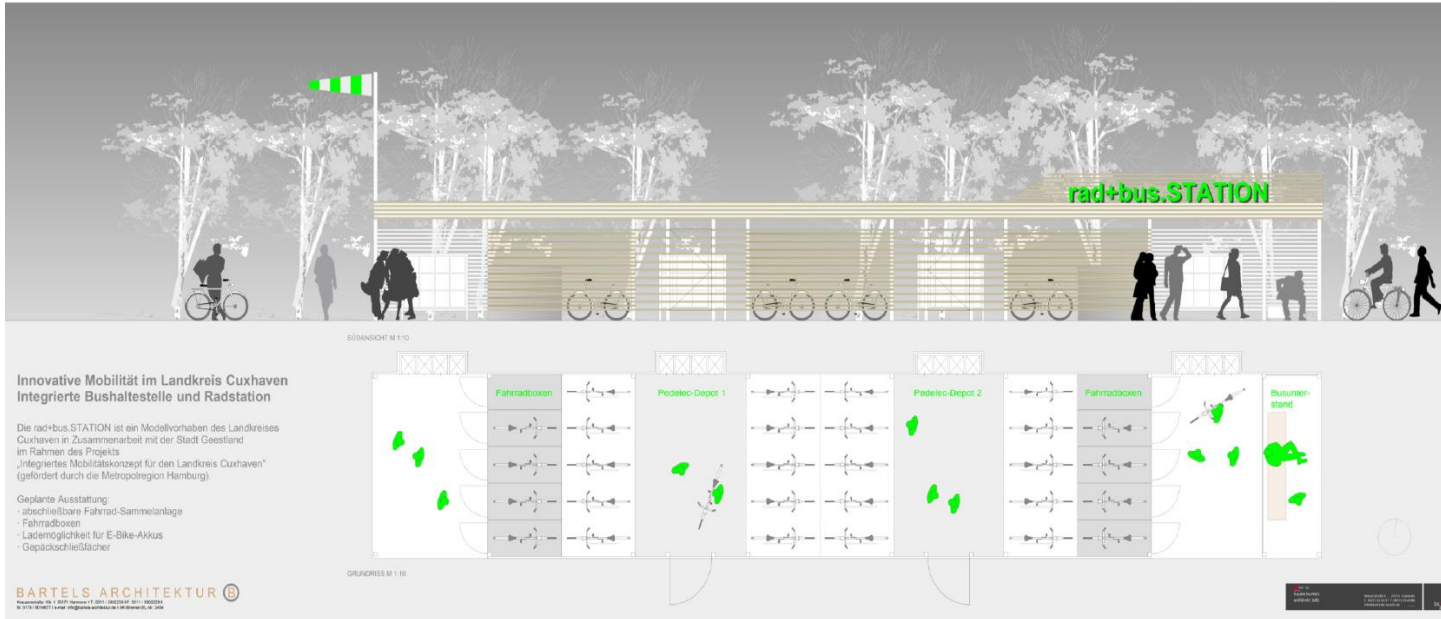 rad+bus.STATION
SÜDANSICHT M 1:10
Innovative Mobilität im Landkreis Cuxhaven
Integrierte Bushaltestelle und Radstation
Die rad+bus.STATION ist ein Modellvorhaben des Landkreises
Cuxhaven in Zusammenarbeit mit der Stadt Geestland
im Rahmen des Projekts
„Integriertes Mobilitätskonzept für den Landkreis Cuxhaven"
(gefördert durch die Metropolregion Hamburg).
Geplante Ausstattung:
· abschließbare Fahrrad-Sammelanlage
· Fahrradboxen
· Lademöglichkeit für E-Bike-Akkus
· Gepäckschließfächer
Fahrradboxen
Pedelec-Depot 1
Pedelec-Depot 2
Fahrradboxen
Busunter-
stand
GRUNDRISS M 1:10
BARTELS ARCHITEKTUR B